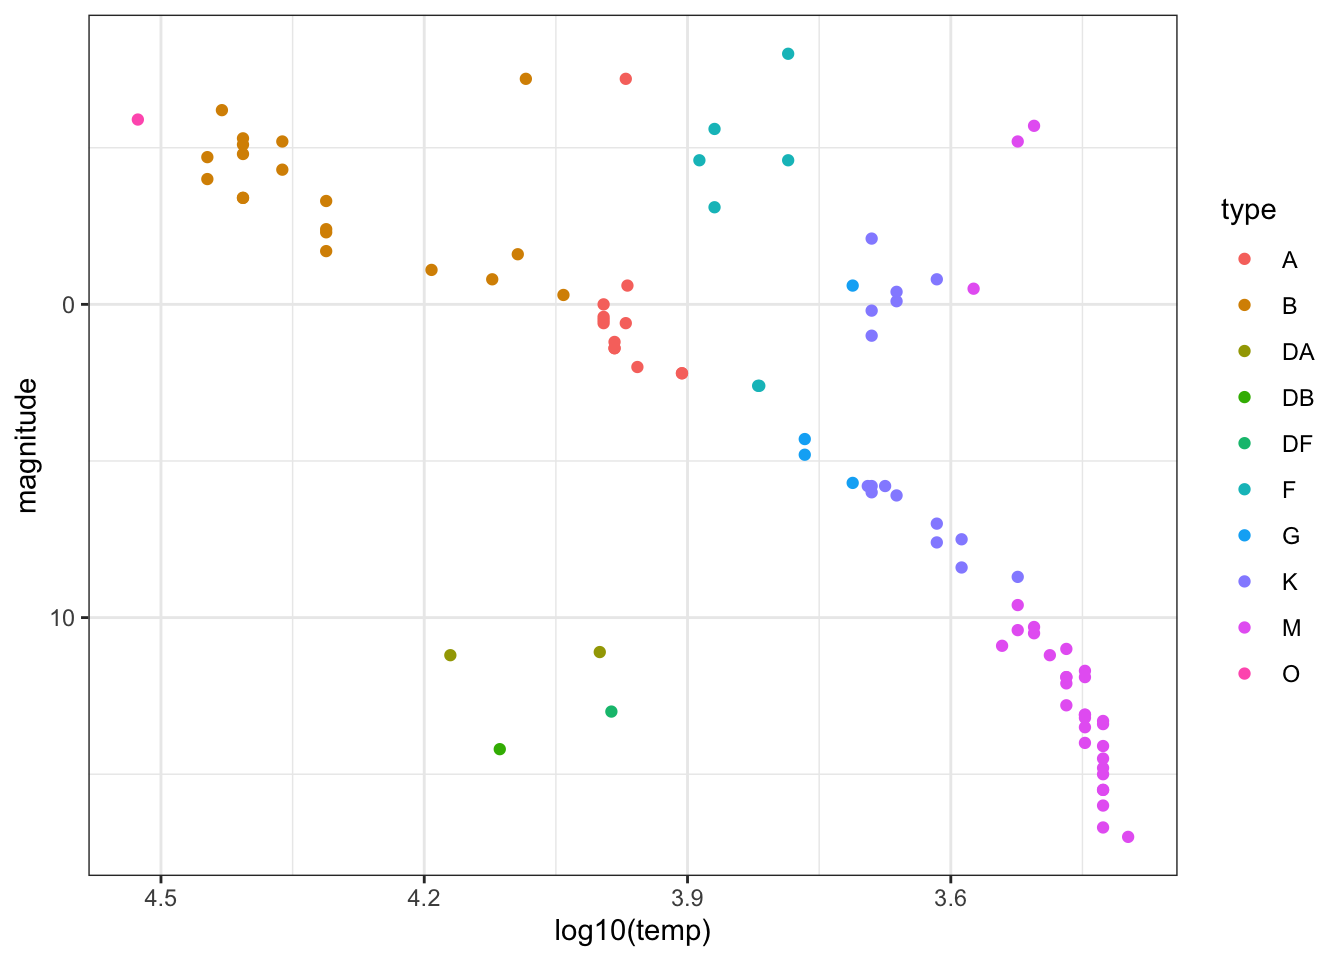 type
A
B
DA
DB
DF
F
G
K
M
O
0
10
magnitude
4.5 4.2 3.9 3.6
log10(temp)